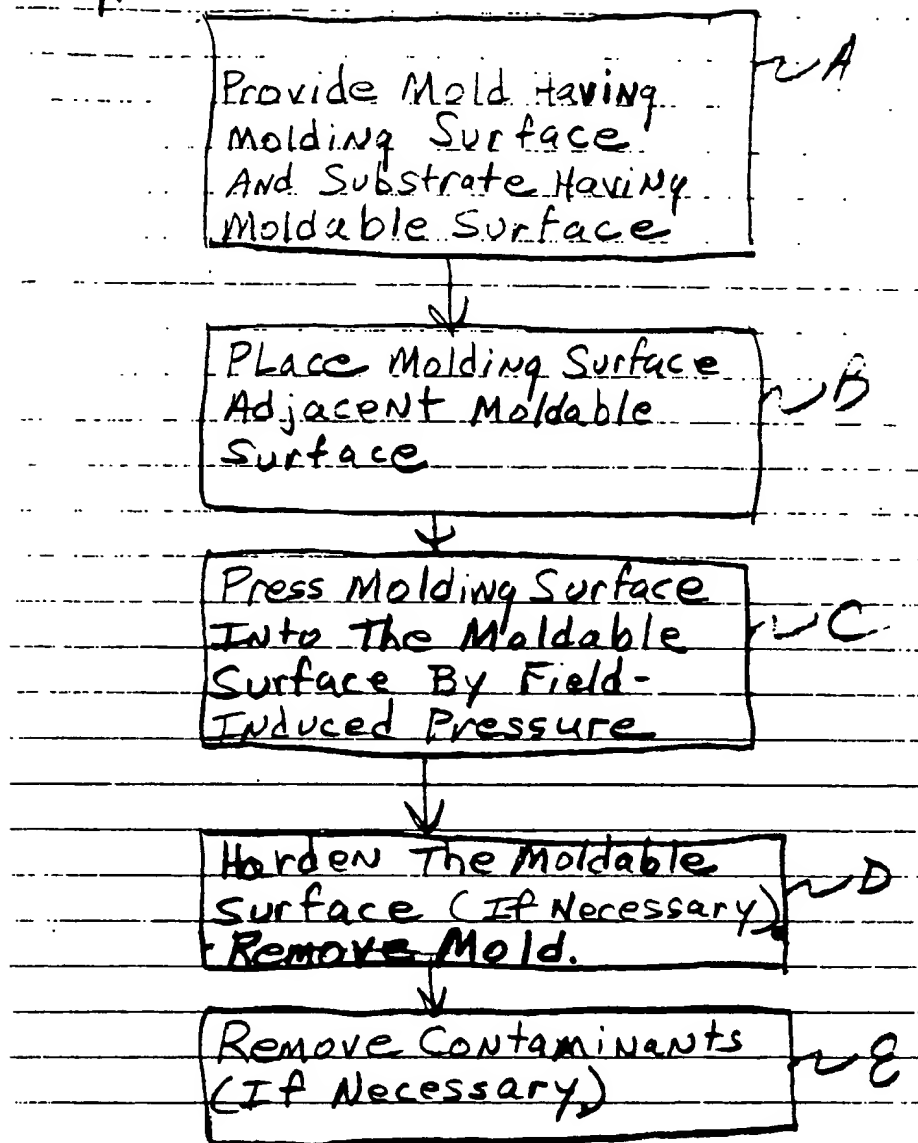 Provide Mold Having
Molding Surface
And Substrate Having
Moldable Surface
A
Place Molding Surface
Adjacent Moldable
Surface
B
Press Molding Surface
Into The Moldable
Surface By Field-
Induced Pressure
C
Harden The Moldable
Surface (If Necessary).
Remove Mold.
D
Remove Contaminants
(If Necessary)
E